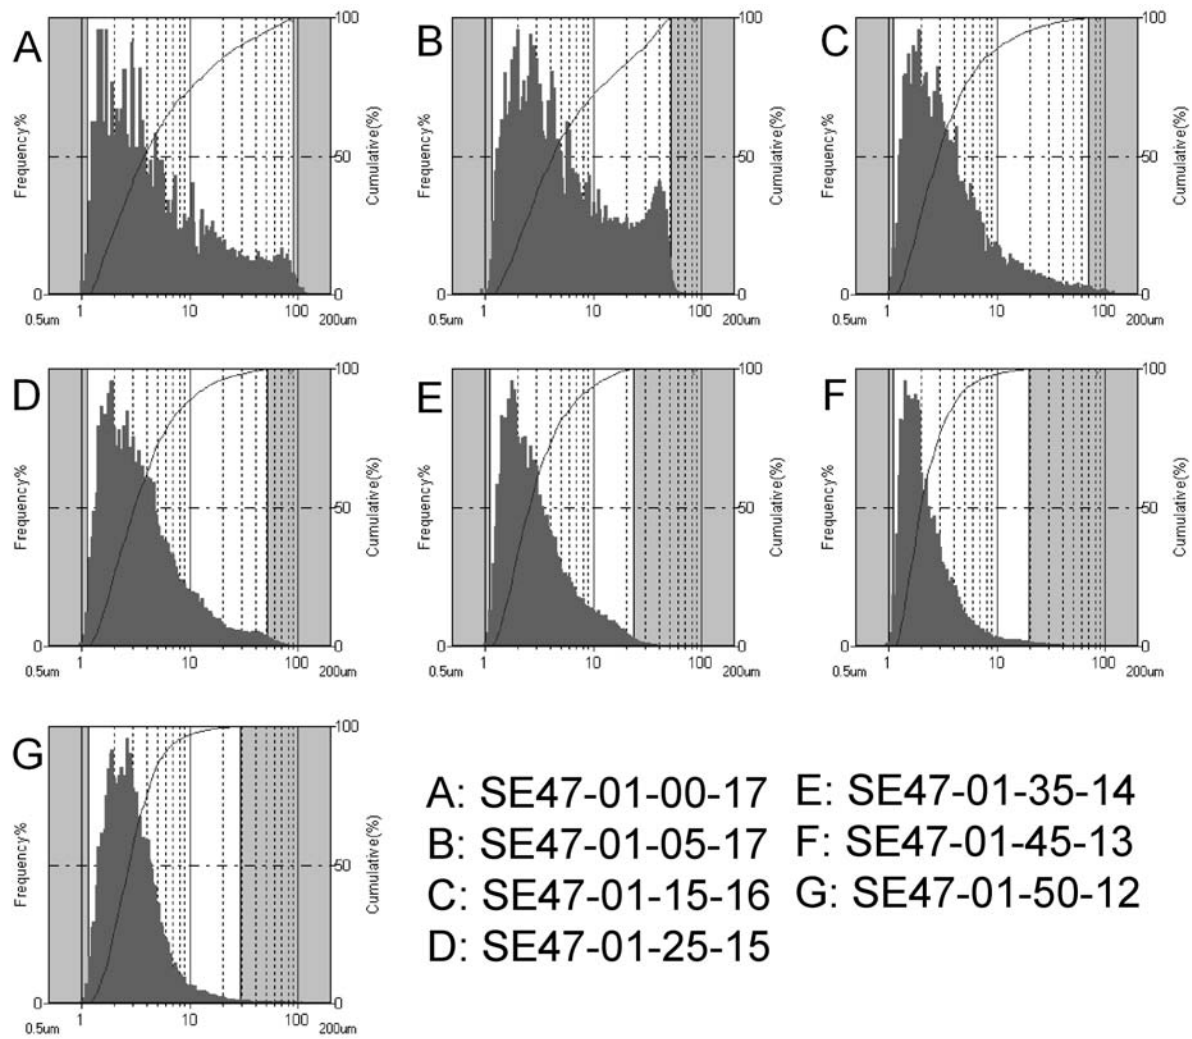 A
Frequency%
Cumulative(%)
100
50
0
0
0.5um
1
10
100
200um
B
Frequency%
Cumulative(%)
100
50
0
0
0.5um
1
10
100
200um
C
Frequency%
Cumulative(%)
100
50
0
0
0.5um
1
10
100
200um
D
Frequency%
Cumulative(%)
100
50
0
0
0.5um
1
10
100
200um
E
Frequency%
Cumulative(%)
100
50
0
0
0.5um
1
10
100
200um
F
Frequency%
Cumulative(%)
100
50
0
0
0.5um
1
10
100
200um
G
Frequency%
Cumulative(%)
100
50
0
0
0.5um
1
10
100
200um
A: SE47-01-00-17
B: SE47-01-05-17
C: SE47-01-15-16
D: SE47-01-25-15
E: SE47-01-35-14
F: SE47-01-45-13
G: SE47-01-50-12